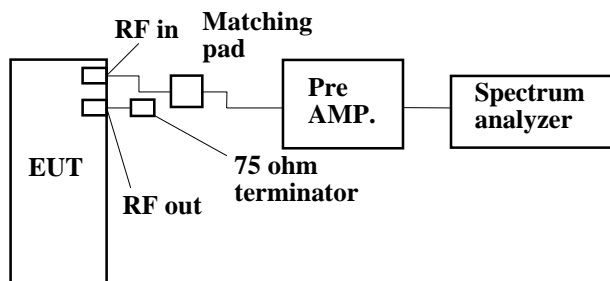 RF in
Matching
pad
Pre
AMP.
Spectrum
analyzer
EUT
75 ohm
terminator
RF out